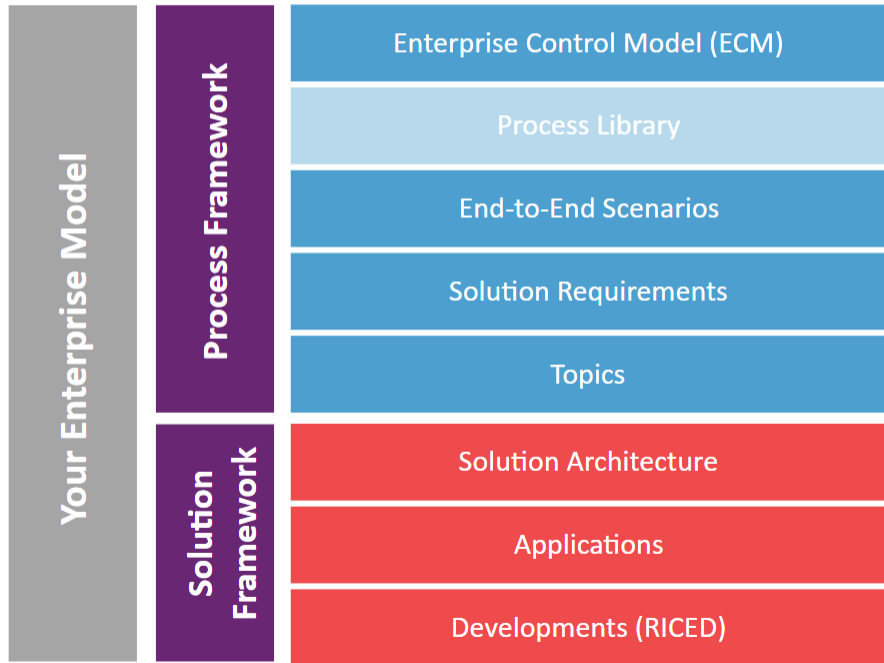 Your Enterprise Model
Process Framework
Enterprise Control Model (ECM)
Process Library
End-to-End Scenarios
Solution Requirements
Topics
Solution
Framework
Solution Architecture
Applications
Developments (RICED)